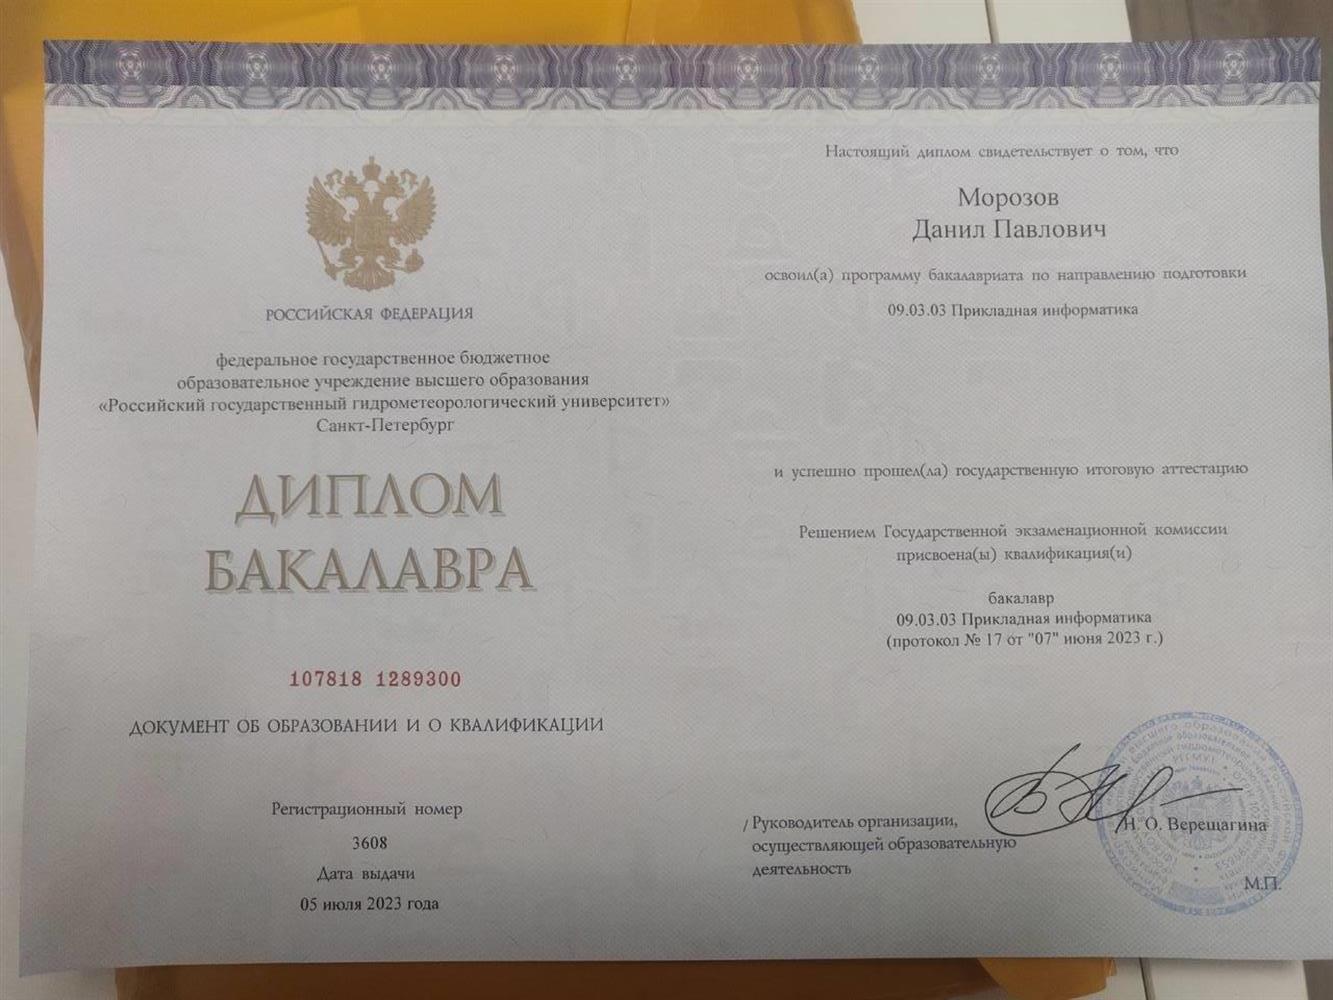 РОССИЙСКАЯ ФЕДЕРАЦИЯ
федеральное государственное бюджетное
образовательное учреждение высшего образования
«Российский государственный гидрометеорологический университет»
Санкт-Петербург
ДИПЛОМ
БАКАЛАВРА
107818 1289300
ДОКУМЕНТ ОБ ОБРАЗОВАНИИ И О КВАЛИФИКАЦИИ
Регистрационный номер
3608
Дата выдачи
05 июля 2023 года
Настоящий диплом свидетельствует о том, что
Морозов
Данил Павлович
освоил(а) программу бакалавриата по направлению подготовки
09.03.03 Прикладная информатика
и успешно прошел(ла) государственную итоговую аттестацию
Решением Государственной экзаменационной комиссии
присвоена(ы) квалификация(и)
бакалавр
09.03.03 Прикладная информатика
(протокол № 17 от "07" июня 2023 г.)
/ Руководитель организации,
осуществляющей образовательную
деятельность
Н. О. Верещагина
М.П.